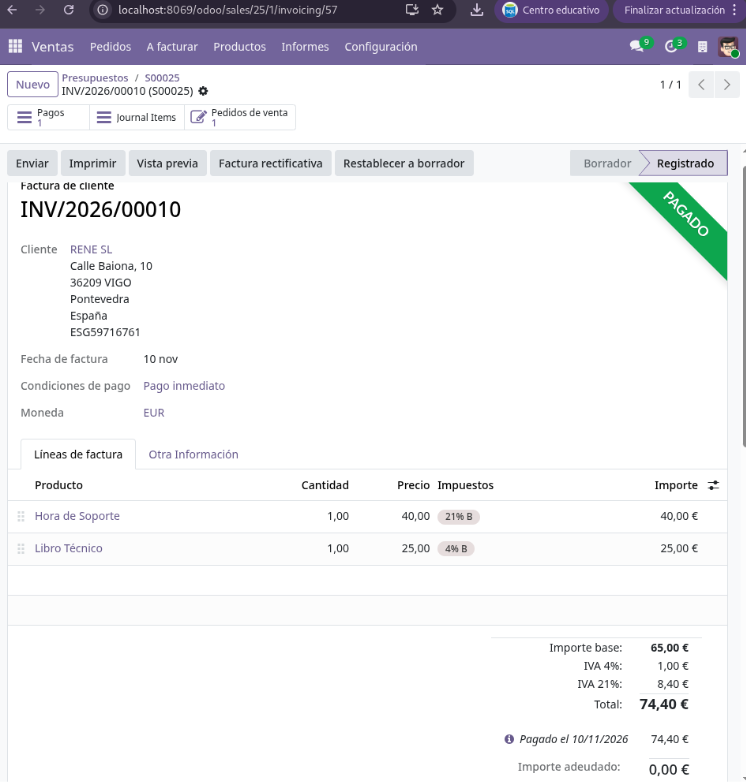 localhost:8069/odoo/sales/25/1/invoicing/57
Centro educativo
Finalizar actualización
Ventas Pedidos A facturar Productos Informes Configuración 9 3
Nuevo
Presupuestos / S00025
INV/2026/00010 (S00025)
1 / 1
Pagos
1
Journal Items
Pedidos de venta
1
Enviar Imprimir Vista previa Factura rectificativa Restablecer a borrador Borrador Registrado
Factura de cliente
INV/2026/00010
PAGADO
Cliente RENE SL
Calle Baiona, 10
36209 VIGO
Pontevedra
España
ESG59716761
Fecha de factura 10 nov
Condiciones de pago Pago inmediato
Moneda EUR
Líneas de factura Otra Información
Producto Cantidad Precio Impuestos Importe
Hora de Soporte 1,00 40,00 21% B 40,00 €
Libro Técnico 1,00 25,00 4% B 25,00 €
Importe base: 65,00 €
IVA 4%: 1,00 €
IVA 21%: 8,40 €
Total: 74,40 €
Pagado el 10/11/2026 74,40 €
Importe adeudado: 0,00 €